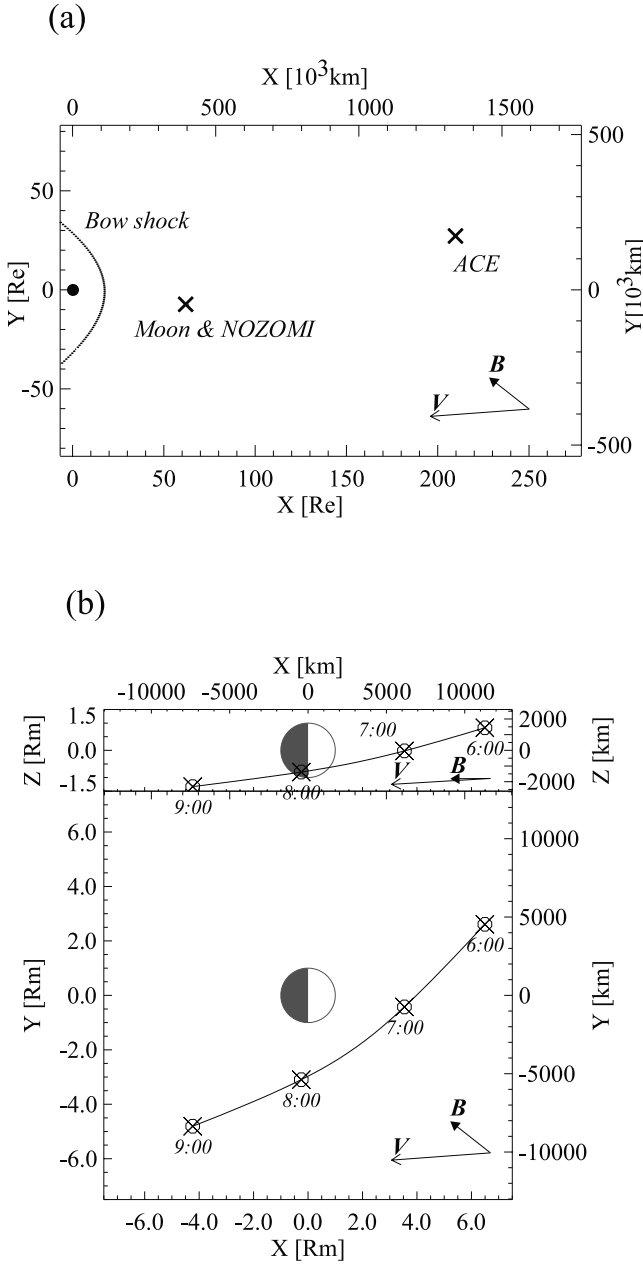 (a)
X [10³km]
0 400 800 1200 1600
50
0
-50
Y [Re]
500
0
-500
Y[10³km]
Bow shock
ACE
Moon & NOZOMI
B
V
0 50 100 150 200 250
X [Re]
(b)
X [km]
-10000 -5000 0 5000 10000
1.5
0.0
-1.5
Z [Rm]
2000
0
-2000
Z [km]
7:00
6:00
V
B
8:00
9:00
6.0
4.0
2.0
0.0
-2.0
-4.0
-6.0
Y [Rm]
10000
5000
0
-5000
-10000
Y [km]
6:00
7:00
8:00
9:00
B
V
-6.0 -4.0 -2.0 0.0 2.0 4.0 6.0
X [Rm]